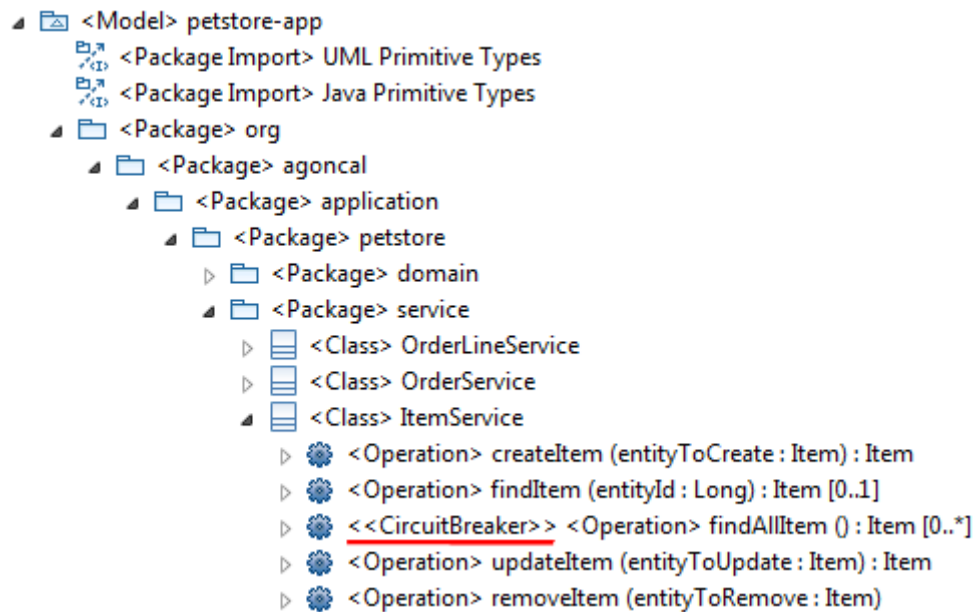 <Model> petstore-app
<Package Import> UML Primitive Types
<Package Import> Java Primitive Types
<Package> org
<Package> agoncal
<Package> application
<Package> petstore
<Package> domain
<Package> service
<Class> OrderLineService
<Class> OrderService
<Class> ItemService
<Operation> createItem (entityToCreate : Item) : Item
<Operation> findItem (entityId : Long) : Item [0..1]
<<CircuitBreaker>> <Operation> findAllItem () : Item [0..*]
<Operation> updateItem (entityToUpdate : Item) : Item
<Operation> removeItem (entityToRemove : Item)